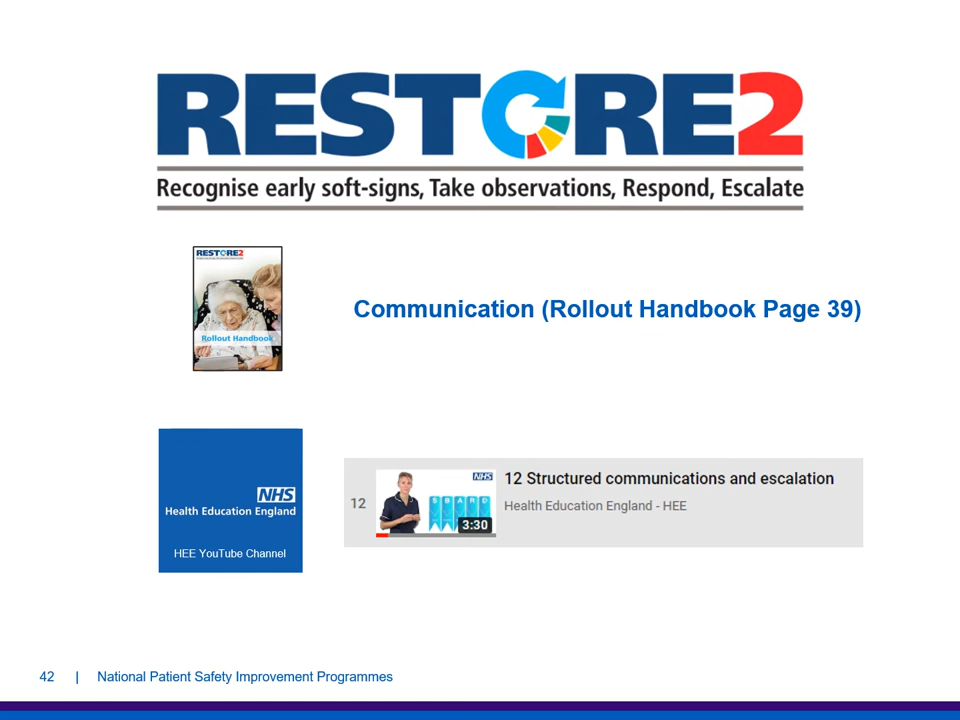 RESTORE2
Recognise early soft-signs, Take observations, Respond, Escalate
RESTORE2
Rollout Handbook
Communication (Rollout Handbook Page 39)
NHS
Health Education England
HEE YouTube Channel
12
NHS
S B A R D
3:30
12 Structured communications and escalation
Health Education England - HEE
42 | National Patient Safety Improvement Programmes